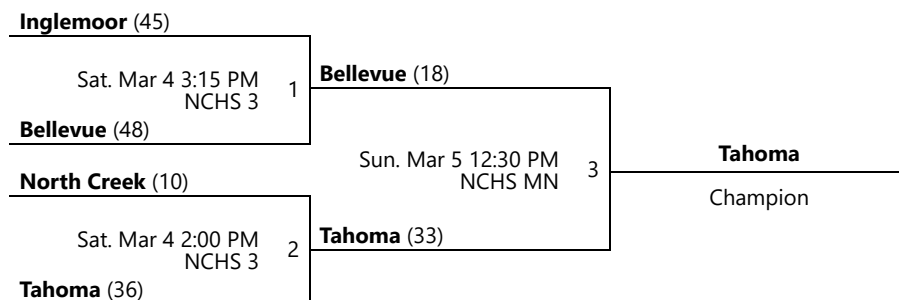 Inglemoor (45)
Sat. Mar 4 3:15 PM
NCHS 3
1
Bellevue (18)
Bellevue (48)
Sun. Mar 5 12:30 PM
NCHS MN
3
Tahoma
Champion
North Creek (10)
Sat. Mar 4 2:00 PM
NCHS 3
2
Tahoma (33)
Tahoma (36)